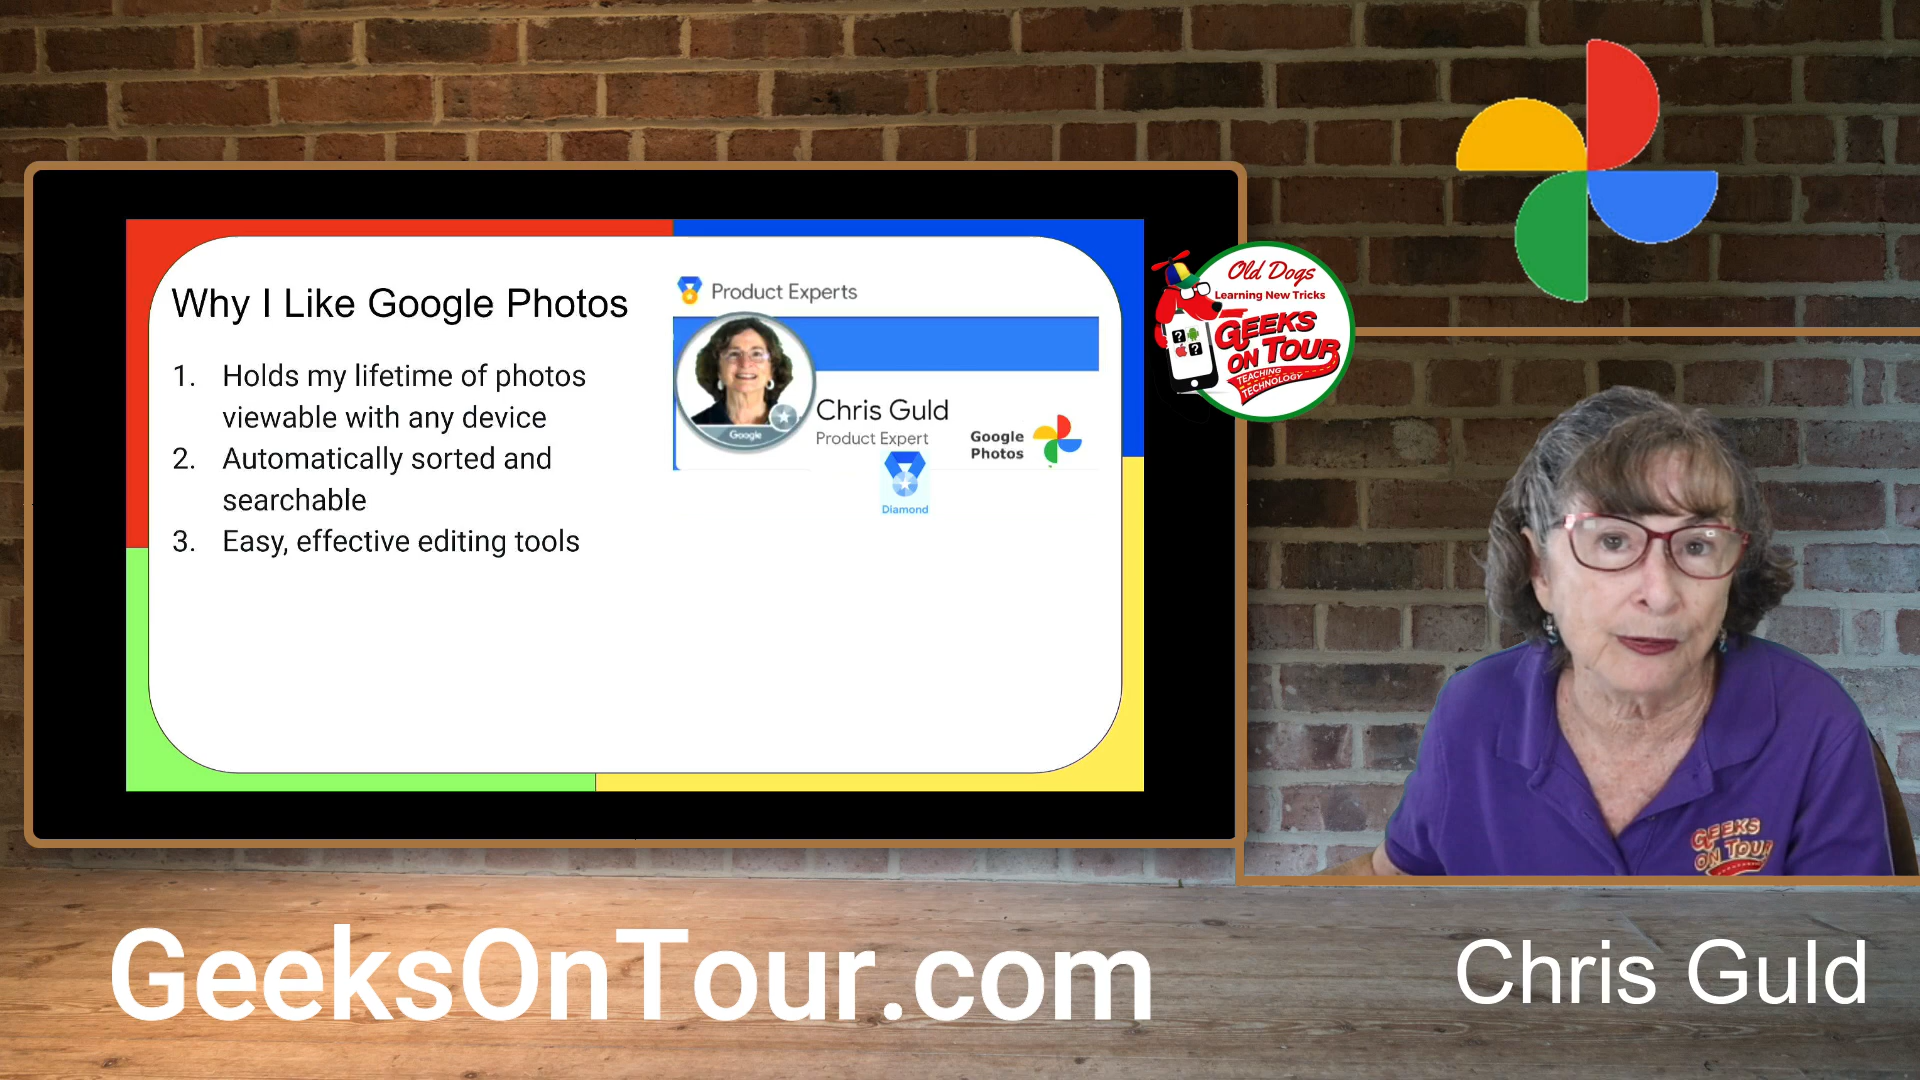 Why I Like Google Photos
1. Holds my lifetime of photos
viewable with any device
2. Automatically sorted and
searchable
3. Easy, effective editing tools
Product Experts
Google
Chris Guld
Product Expert
Google
Photos
Diamond
Old Dogs
Learning New Tricks
GEEKS
ON TOUR
TEACHING
TECHNOLOGY
? 
?
GEEKS
ON TOUR
GeeksOnTour.com
Chris Guld